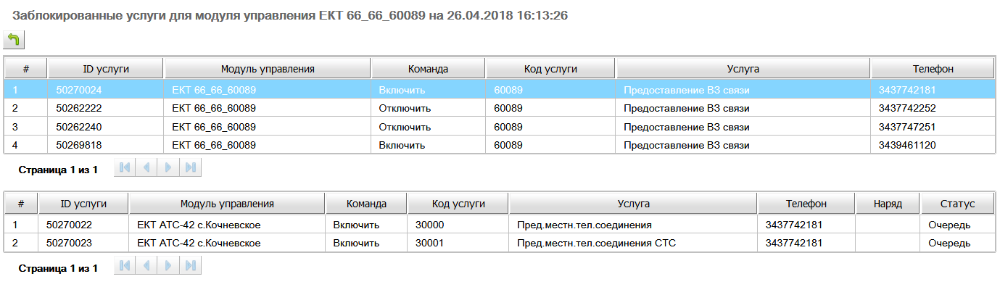 Заблокированные услуги для модуля управления ЕКТ 66_66_60089 на 26.04.2018 16:13:26
# ID услуги Модуль управления Команда Код услуги Услуга Телефон
1 50270024 ЕКТ 66_66_60089 Включить 60089 Предоставление ВЗ связи 3437742181
2 50262222 ЕКТ 66_66_60089 Отключить 60089 Предоставление ВЗ связи 3437742252
3 50262240 ЕКТ 66_66_60089 Отключить 60089 Предоставление ВЗ связи 3437747251
4 50269818 ЕКТ 66_66_60089 Включить 60089 Предоставление ВЗ связи 3439461120
Страница 1 из 1
# ID услуги Модуль управления Команда Код услуги Услуга Телефон Наряд Статус
1 50270022 ЕКТ АТС-42 с.Кочневское Включить 30000 Пред.местн.тел.соединения 3437742181 Очередь
2 50270023 ЕКТ АТС-42 с.Кочневское Включить 30001 Пред.местн.тел.соединения СТС 3437742181 Очередь
Страница 1 из 1